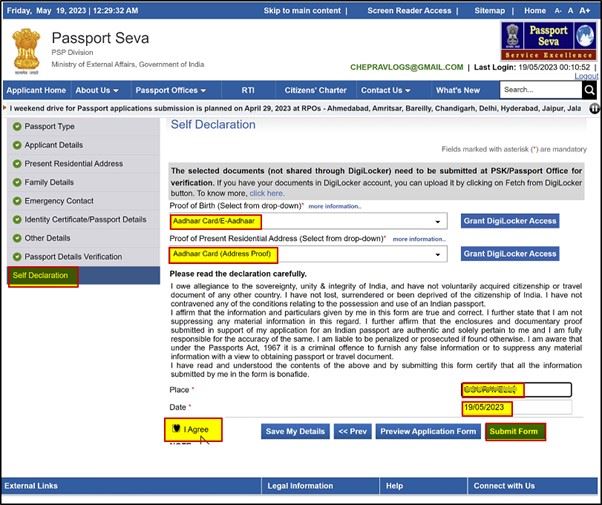 Friday, May 19, 2023 | 12:29:32 AM
Skip to main content | Screen Reader Access | Sitemap | Home A- A A+
Passport Seva
PSP Division
Ministry of External Affairs, Government of India
Passport
Seva
Service Excellence
CHEPRAVLOGS@GMAIL.COM | Last Login: 19/05/2023 00:10:52 |
Logout
Applicant Home About Us Passport Offices RTI Citizens' Charter Contact Us What's New Search...
I weekend drive for Passport applications submission is planned on April 29, 2023 at RPOs - Ahmedabad, Amritsar, Bareilly, Chandigarh, Delhi, Hyderabad, Jaipur, Jala
Passport Type
Applicant Details
Present Residential Address
Family Details
Emergency Contact
Identity Certificate/Passport Details
Other Details
Passport Details Verification
Self Declaration
Self Declaration
Fields marked with asterisk (*) are mandatory
The selected documents (not shared through DigiLocker) need to be submitted at PSK/Passport Office for
verification. If you have your documents in DigiLocker account, you can upload it by clicking on Fetch from DigiLocker
button. To know more, click here.
Proof of Birth (Select from drop-down)* more information..
Aadhaar Card/E-Aadhaar Grant DigiLocker Access
Proof of Present Residential Address (Select from drop-down)* more information..
Aadhaar Card (Address Proof) Grant DigiLocker Access
Please read the declaration carefully.
I owe allegiance to the sovereignty, unity & integrity of India, and have not voluntarily acquired citizenship or travel
document of any other country. I have not lost, surrendered or been deprived of the citizenship of India. I have not
contravened any of the conditions relating to the possession and use of an Indian passport.
I affirm that the information and particulars given by me in this form are true and correct. I further state that I am not
suppressing any material information in this regard. I further affirm that the enclosures and documentary proof
submitted in support of my application for an Indian passport are authentic and solely pertain to me and I am fully
responsible for the accuracy of the same. I am liable to be penalized or prosecuted if found otherwise. I am aware that
under the Passports Act, 1967 it is a criminal offence to furnish any false information or to suppress any material
information with a view to obtaining passport or travel document.
I have read and understood the contents of the above and by submitting this form certify that all the information
submitted by me in the form is bonafide.
Place *
Date * 19/05/2023
I Agree Save My Details << Prev Preview Application Form Submit Form
External Links Legal Information Help Connect with Us